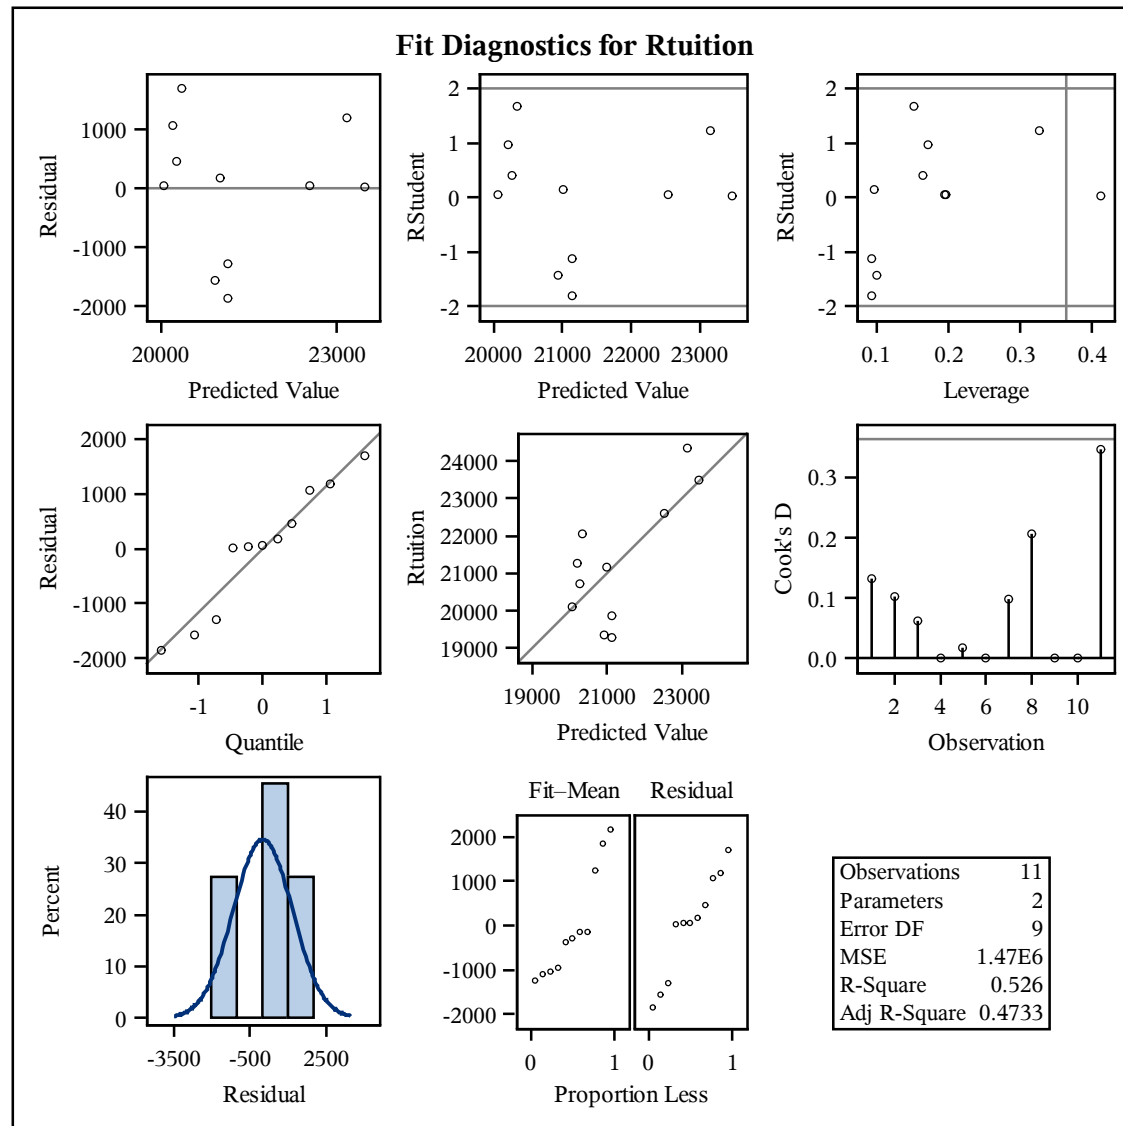 Fit Diagnostics for Rtuition
1000
0
-1000
-2000
Residual
20000 23000
Predicted Value
2
1
0
-1
-2
RStudent
20000 21000 22000 23000
Predicted Value
2
1
0
-1
-2
RStudent
0.1 0.2 0.3 0.4
Leverage
2000
1000
0
-1000
-2000
Residual
-1 0 1
Quantile
24000
23000
22000
21000
20000
19000
Rtuition
19000 21000 23000
Predicted Value
0.3
0.2
0.1
0.0
Cook's D
2 4 6 8 10
Observation
40
30
20
10
0
Percent
-3500 -500 2500
Residual
Fit–Mean Residual
2000
1000
0
-1000
-2000
0 1 0 1
Proportion Less
Observations 11
Parameters 2
Error DF 9
MSE 1.47E6
R-Square 0.526
Adj R-Square 0.4733